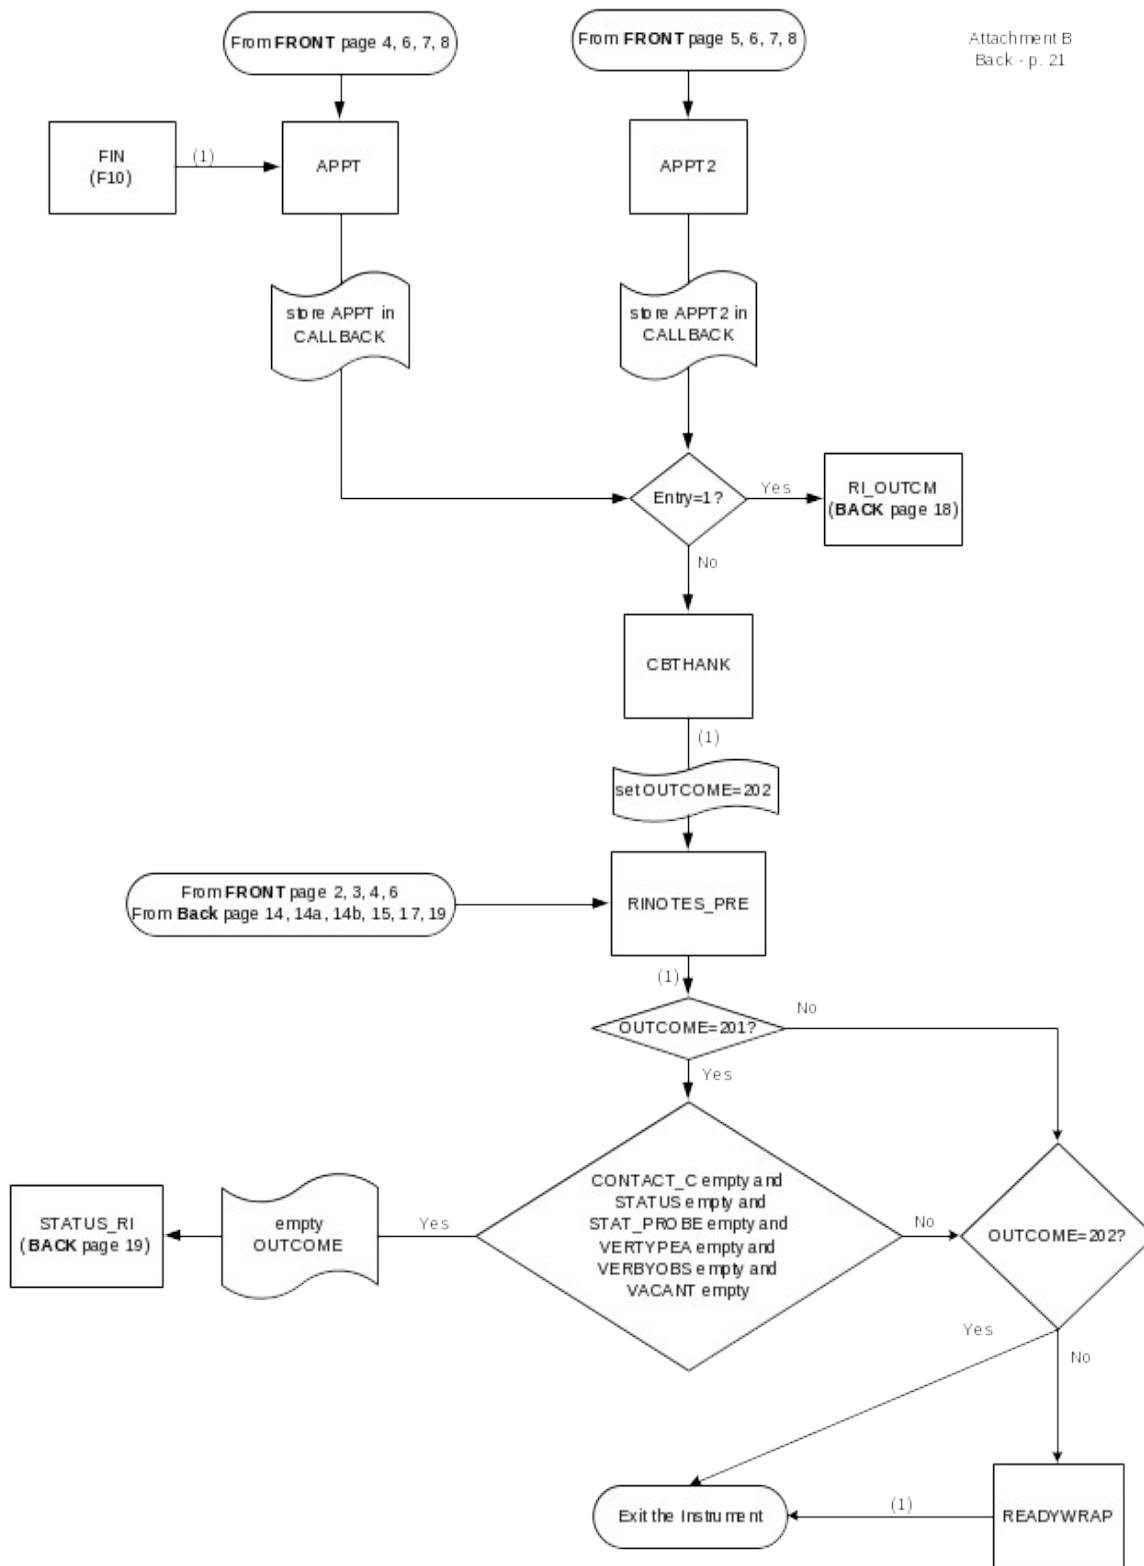 From FRONT page 4, 6, 7, 8
From FRONT page 5, 6, 7, 8
Attachment B
Back - p. 21
FIN
(F10)
(1)
APPT
APPT2
store APPT in
CALLBACK
store APPT2 in
CALLBACK
Entry=1?
Yes
RI_OUTCM
(BACK page 18)
No
CBTHANK
(1)
set OUTCOME=202
From FRONT page 2, 3, 4, 6
From Back page 14, 14a, 14b, 15, 17, 19
RINOTES_PRE
(1)
OUTCOME=201?
No
Yes
CONTACT_C empty and
STATUS empty and
STAT_PROBE empty and
VERTYPEA empty and
VERBYOBS empty and
VACANT empty
Yes
empty
OUTCOME
STATUS_RI
(BACK page 19)
No
OUTCOME=202?
Yes
No
Exit the Instrument
(1)
READYWRAP